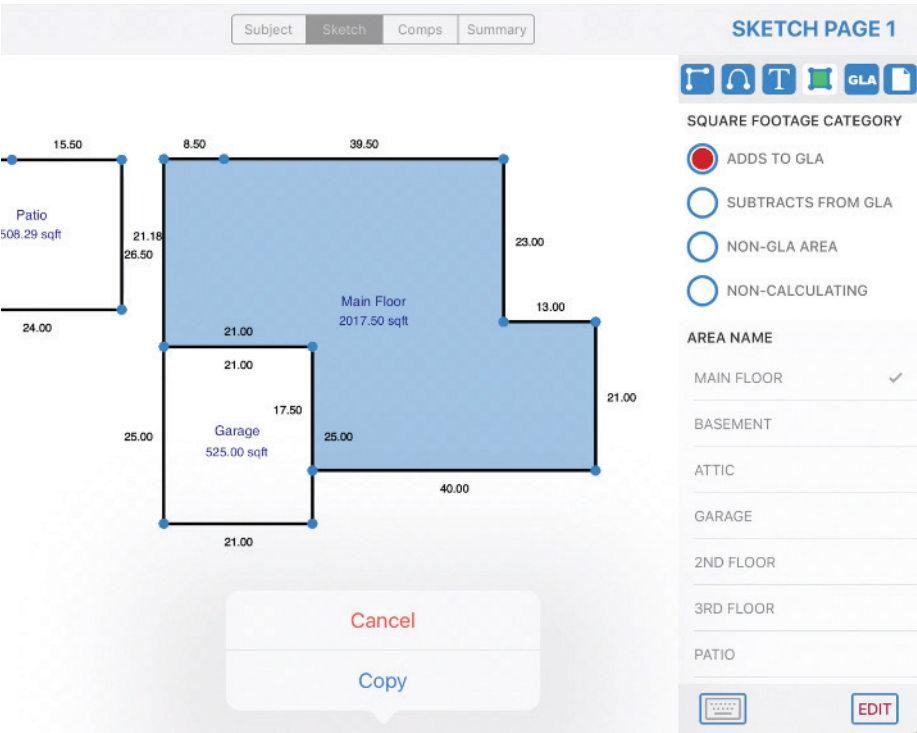 Subject Sketch Comps Summary
SKETCH PAGE 1
T GLA
SQUARE FOOTAGE CATEGORY
ADDS TO GLA
SUBTRACTS FROM GLA
NON-GLA AREA
NON-CALCULATING
AREA NAME
MAIN FLOOR
BASEMENT
ATTIC
GARAGE
2ND FLOOR
3RD FLOOR
PATIO
EDIT
15.50
8.50
39.50
Patio
508.29 sqft
21.18
26.50
23.00
24.00
Main Floor
2017.50 sqft
13.00
21.00
21.00
21.00
17.50
Garage
525.00 sqft
25.00
25.00
40.00
21.00
Cancel
Copy